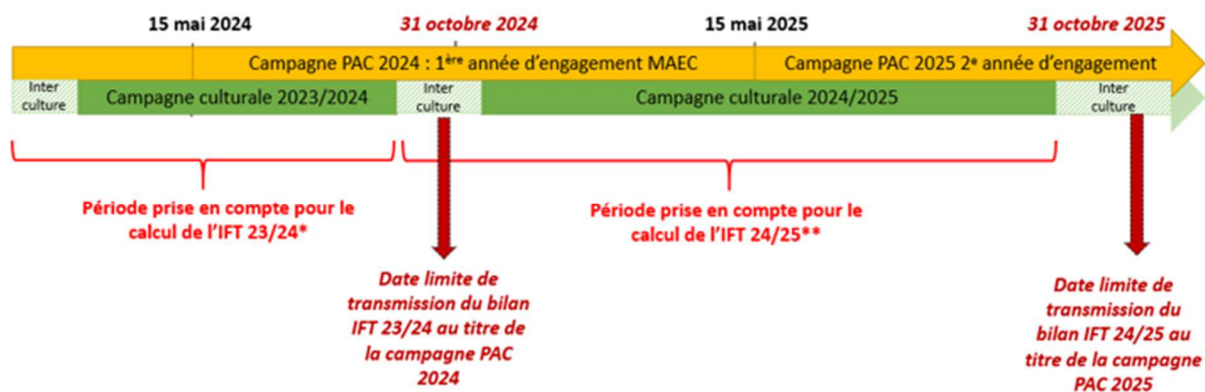 15 mai 2024
31 octobre 2024
15 mai 2025
31 octobre 2025
Campagne PAC 2024 : 1ère année d'engagement MAEC
Campagne PAC 2025 2e année d'engagement
Inter
culture
Campagne culturale 2023/2024
Inter
culture
Campagne culturale 2024/2025
Inter
culture
Période prise en compte pour le
calcul de l'IFT 23/24*
Période prise en compte pour le
calcul de l'IFT 24/25**
Date limite de
transmission du bilan
IFT 23/24 au titre de
la campagne PAC
2024
Date limite de
transmission du
bilan IFT 24/25 au
titre de la campagne
PAC 2025